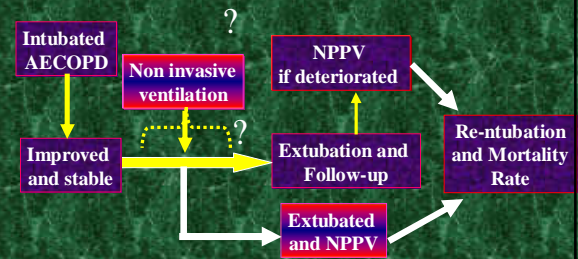 ?
Intubated
AECOPD
Non invasive
ventilation
NPPV
if deteriorated
?
Improved
and stable
Extubation and
Follow-up
Re-ntubation
and Mortality
Rate
Extubated
and NPPV